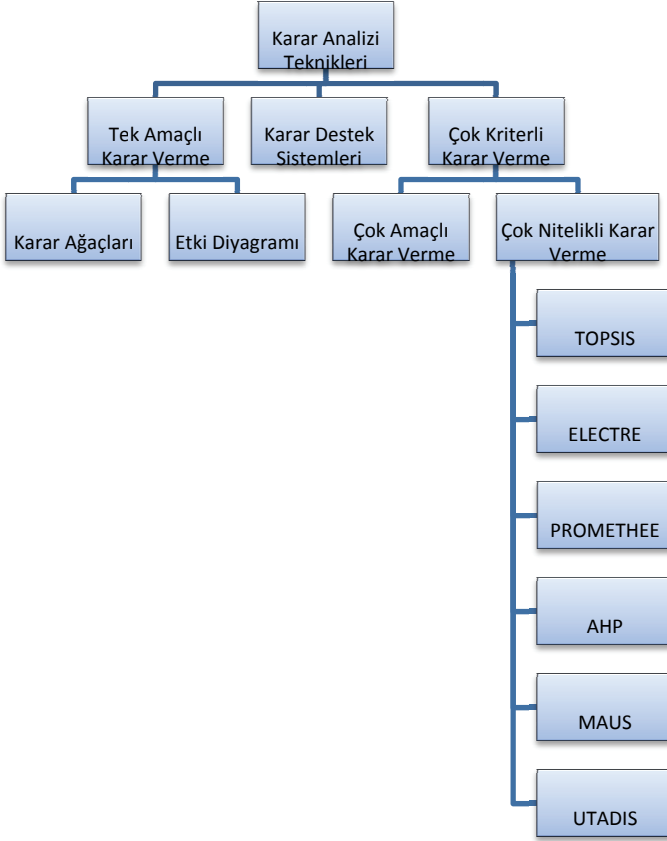 Karar Analizi
Teknikleri
Tek Amaçlı
Karar Verme
Karar Destek
Sistemleri
Çok Kriterli
Karar Verme
Karar Ağaçları
Etki Diyagramı
Çok Amaçlı
Karar Verme
Çok Nitelikli Karar
Verme
TOPSIS
ELECTRE
PROMETHEE
AHP
MAUS
UTADIS